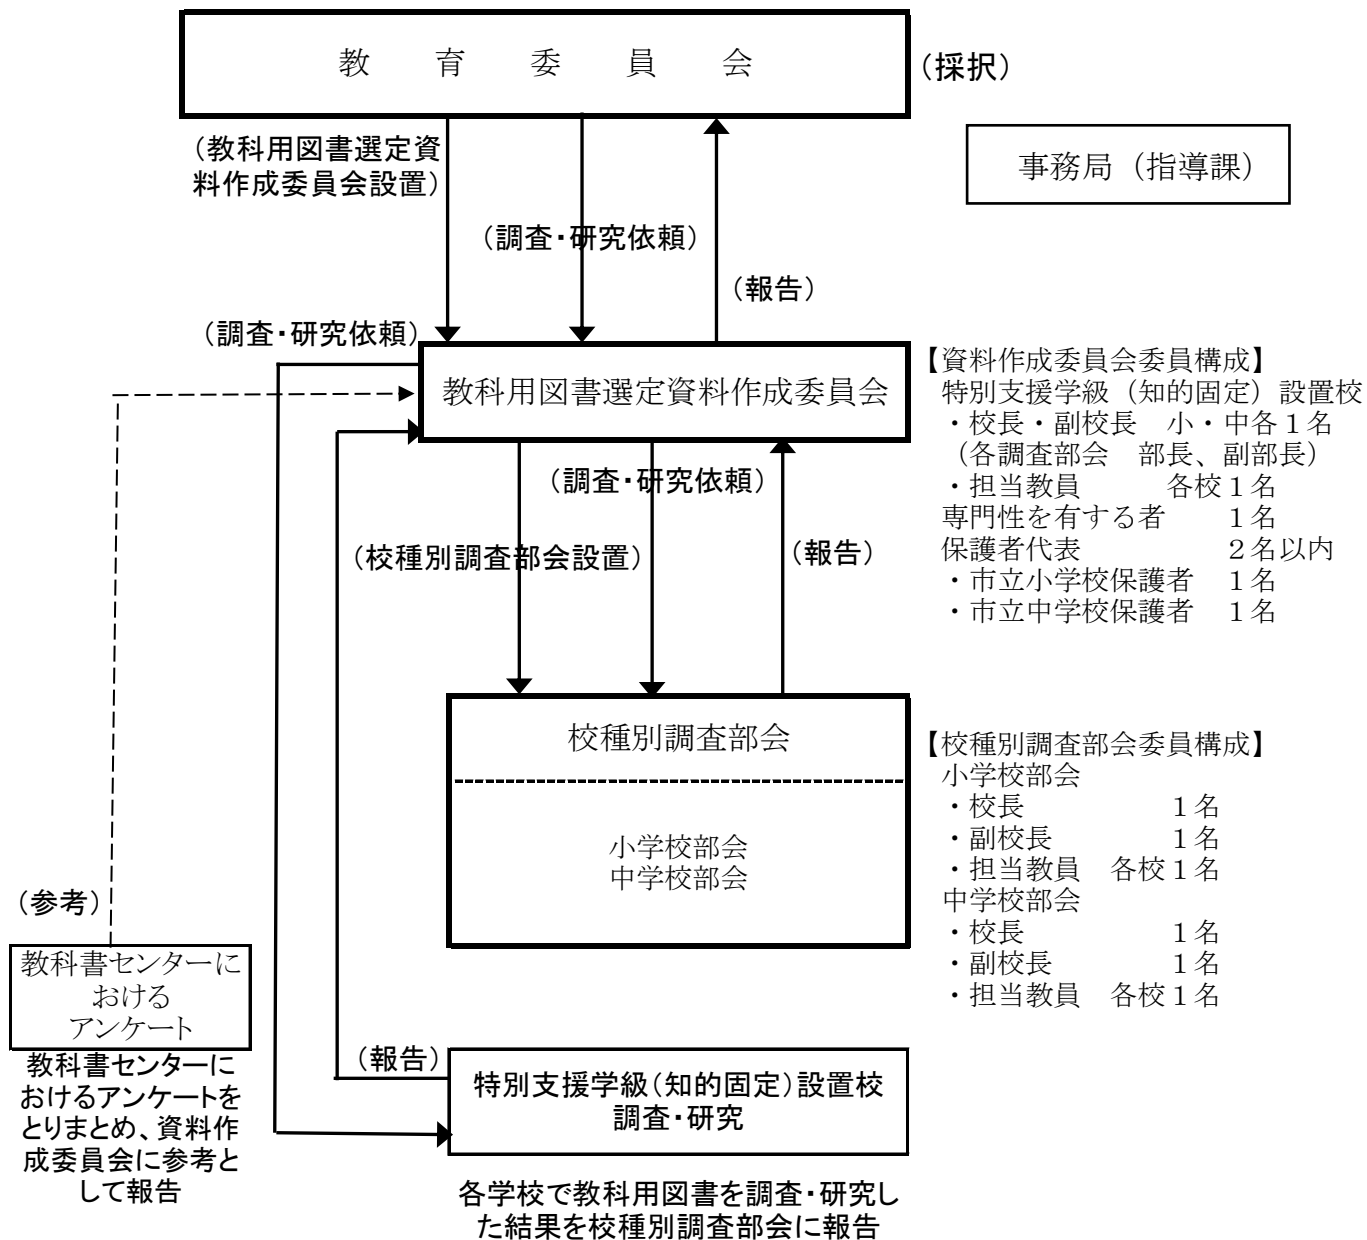 教　育　委　員　会
（採択）
（教科用図書選定資
料作成委員会設置）
事務局（指導課）
（調査・研究依頼）
（報告）
（調査・研究依頼）
教科用図書選定資料作成委員会
【資料作成委員会委員構成】
特別支援学級（知的固定）設置校
・校長・副校長　小・中各１名
（各調査部会　部長、副部長）
・担当教員　　　各校１名
専門性を有する者　　１名
保護者代表　　　　　２名以内
・市立小学校保護者　１名
・市立中学校保護者　１名
（調査・研究依頼）
（校種別調査部会設置）
（報告）
校種別調査部会
小学校部会
中学校部会
【校種別調査部会委員構成】
小学校部会
・校長　　　　　１名
・副校長　　　　１名
・担当教員　各校１名
中学校部会
・校長　　　　　１名
・副校長　　　　１名
・担当教員　各校１名
（参考）
教科書センターに
おける
アンケート
教科書センターに
おけるアンケートを
とりまとめ、資料作
成委員会に参考と
して報告
（報告）
特別支援学級（知的固定）設置校
調査・研究
各学校で教科用図書を調査・研究し
た結果を校種別調査部会に報告